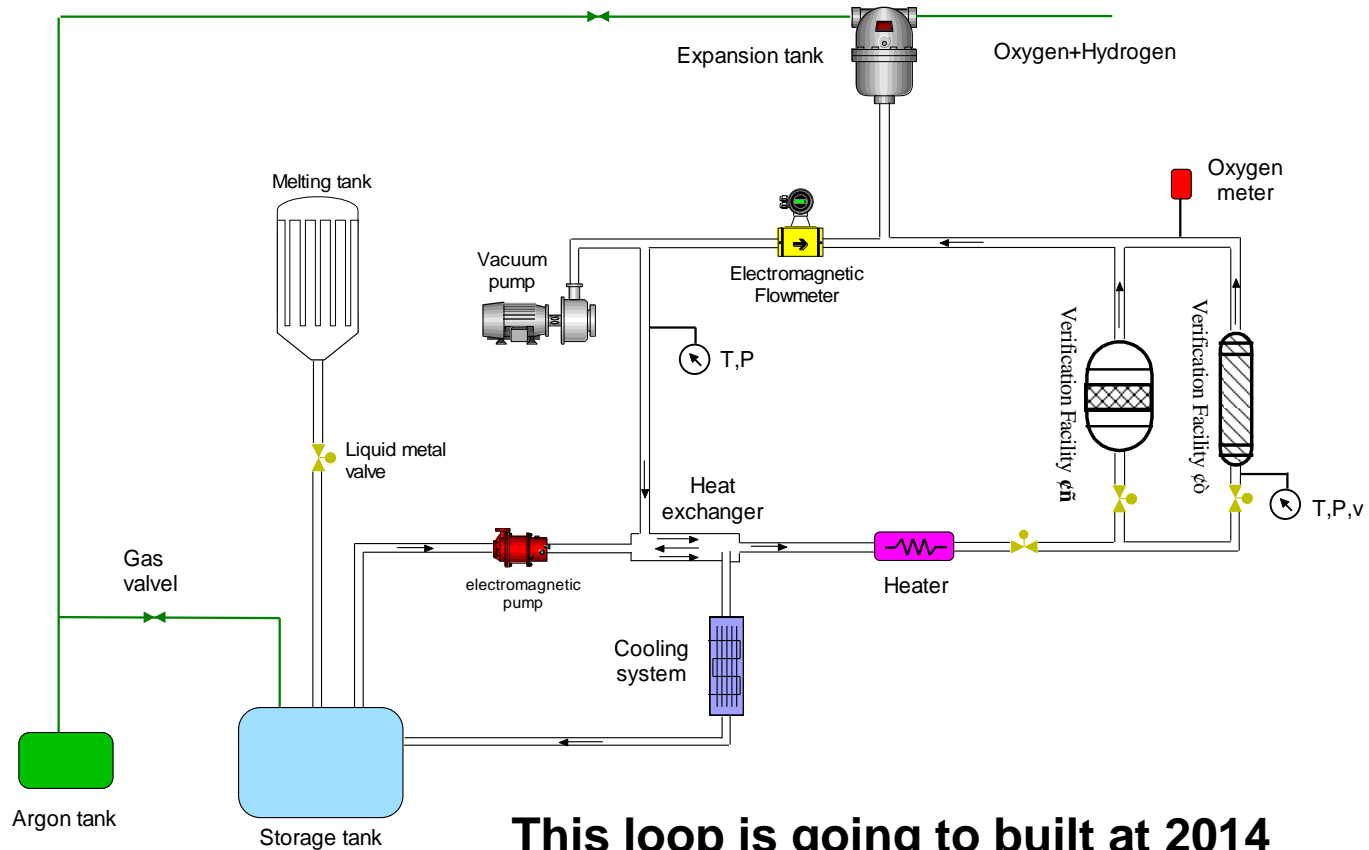 Expansion tank
Oxygen+Hydrogen
Melting tank
Oxygen
meter
Vacuum
pump
Electromagnetic
Flowmeter
T,P
Verification Facility ¢ñ
Verification Facility ¢ò
Liquid metal
valve
Heat
exchanger
T,P,v
Gas
valvel
electromagnetic
pump
Heater
Cooling
system
Argon tank
Storage tank
This loop is going to built at 2014